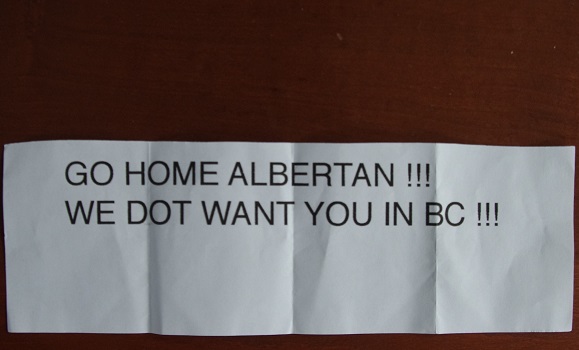 GO HOME ALBERTAN !!!
WE DOT WANT YOU IN BC !!!